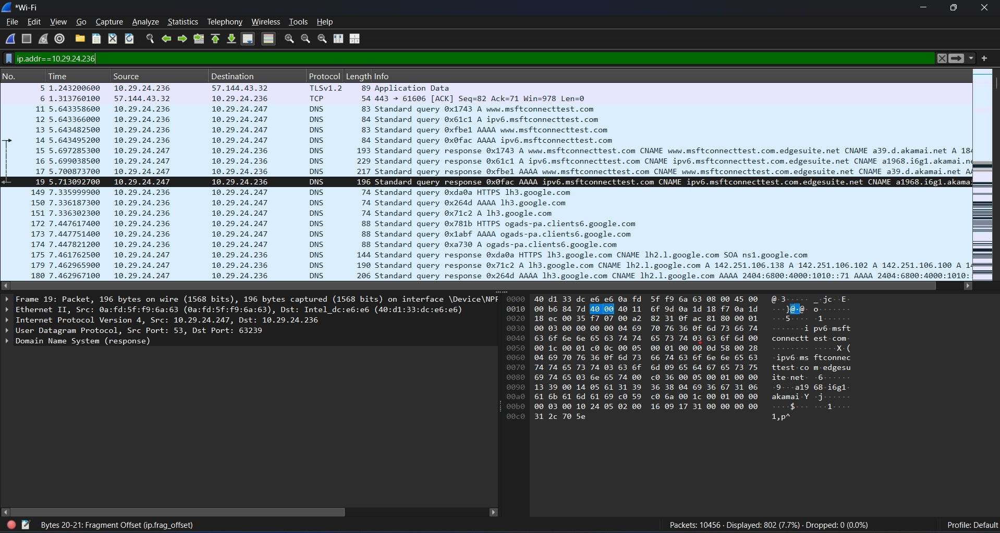 *Wi-Fi
File Edit View Go Capture Analyze Statistics Telephony Wireless Tools Help
ip.addr==10.29.24.236
No. Time Source Destination Protocol Length Info
5 1.243200600 10.29.24.236 57.144.43.32 TLSv1.2 89 Application Data
6 1.313760100 57.144.43.32 10.29.24.236 TCP 54 443 → 61606 [ACK] Seq=82 Ack=71 Win=978 Len=0
11 5.643358600 10.29.24.236 10.29.24.247 DNS 83 Standard query 0x1743 A www.msftconnecttest.com
12 5.643366000 10.29.24.236 10.29.24.247 DNS 84 Standard query 0x61c1 A ipv6.msftconnecttest.com
13 5.643482500 10.29.24.236 10.29.24.247 DNS 83 Standard query 0xfbe1 AAAA www.msftconnecttest.com
14 5.643495200 10.29.24.236 10.29.24.247 DNS 84 Standard query 0x0fac AAAA ipv6.msftconnecttest.com
15 5.697285300 10.29.24.247 10.29.24.236 DNS 193 Standard query response 0x1743 A www.msftconnecttest.com CNAME www.msftconnecttest.com.edgesuite.net CNAME a39.d.akamai.net A 184
16 5.699038500 10.29.24.247 10.29.24.236 DNS 229 Standard query response 0x61c1 A ipv6.msftconnecttest.com CNAME ipv6.msftconnecttest.com.edgesuite.net CNAME a1968.i6g1.akamai.ne
17 5.700873700 10.29.24.247 10.29.24.236 DNS 217 Standard query response 0xfbe1 AAAA www.msftconnecttest.com CNAME www.msftconnecttest.com.edgesuite.net CNAME a39.d.akamai.net AA
19 5.713092700 10.29.24.247 10.29.24.236 DNS 196 Standard query response 0x0fac AAAA ipv6.msftconnecttest.com CNAME ipv6.msftconnecttest.com.edgesuite.net CNAME a1968.i6g1.akama
149 7.335999900 10.29.24.236 10.29.24.247 DNS 74 Standard query 0xda0a HTTPS lh3.google.com
150 7.336187300 10.29.24.236 10.29.24.247 DNS 74 Standard query 0x264d AAAA lh3.google.com
151 7.336302300 10.29.24.236 10.29.24.247 DNS 74 Standard query 0x71c2 A lh3.google.com
172 7.447617400 10.29.24.236 10.29.24.247 DNS 88 Standard query 0x781b HTTPS ogads-pa.clients6.google.com
173 7.447751400 10.29.24.236 10.29.24.247 DNS 88 Standard query 0x1abf AAAA ogads-pa.clients6.google.com
174 7.447821200 10.29.24.236 10.29.24.247 DNS 88 Standard query 0xa730 A ogads-pa.clients6.google.com
175 7.461762500 10.29.24.247 10.29.24.236 DNS 144 Standard query response 0xda0a HTTPS lh3.google.com CNAME lh2.l.google.com SOA ns1.google.com
179 7.462965900 10.29.24.247 10.29.24.236 DNS 190 Standard query response 0x71c2 A lh3.google.com CNAME lh2.l.google.com A 142.251.106.138 A 142.251.106.102 A 142.251.106.100 A 14
180 7.462967100 10.29.24.247 10.29.24.236 DNS 206 Standard query response 0x264d AAAA lh3.google.com CNAME lh2.l.google.com AAAA 2404:6800:4000:1010::71 AAAA 2404:6800:4000:1010:
Frame 19: Packet, 196 bytes on wire (1568 bits), 196 bytes captured (1568 bits) on interface \Device\NPF
Ethernet II, Src: 0a:fd:5f:f9:6a:63 (0a:fd:5f:f9:6a:63), Dst: Intel_dc:e6:e6 (40:d1:33:dc:e6:e6)
Internet Protocol Version 4, Src: 10.29.24.247, Dst: 10.29.24.236
User Datagram Protocol, Src Port: 53, Dst Port: 63239
Domain Name System (response)
0000 40 d1 33 dc e6 e6 0a fd 5f f9 6a 63 08 00 45 00 @·3·····_·jc··E·
0010 00 b6 84 7d 40 00 40 11 6f 9d 0a 1d 18 f7 0a 1d ···}@·@·o·······
0020 18 ec 00 35 f7 07 00 a2 82 31 0f ac 81 80 00 01 ···5·····1······
0030 00 03 00 00 00 00 04 69 70 76 36 0f 6d 73 66 74 ·······i pv6·msft
0040 63 6f 6e 6e 65 63 74 74 65 73 74 03 63 6f 6d 00 connectt est·com·
0050 00 1c 00 01 c0 0c 00 05 00 01 00 00 0d 58 00 28 ········ ·····X·(
0060 04 69 70 76 36 0f 6d 73 66 74 63 6f 6e 6e 65 63 ·ipv6·ms ftconnec
0070 74 74 65 73 74 03 63 6f 6d 09 65 64 67 65 73 75 ttest·co m·edgesu
0080 69 74 65 03 6e 65 74 00 c0 36 00 05 00 01 00 00 ite·net· ·6······
0090 13 39 00 14 05 61 31 39 36 38 04 69 36 67 31 06 ·9···a19 68·i6g1·
00a0 61 6b 61 6d 61 69 c0 59 c0 6a 00 1c 00 01 00 00 akamai·Y ·j······
00b0 00 03 00 10 24 05 02 00 16 09 17 31 00 00 00 00 ····$··· ···1····
00c0 31 2c 70 5e 1,p^
Bytes 20-21: Fragment Offset (ip.frag_offset)
Packets: 10456 · Displayed: 802 (7.7%) · Dropped: 0 (0.0%)
Profile: Default